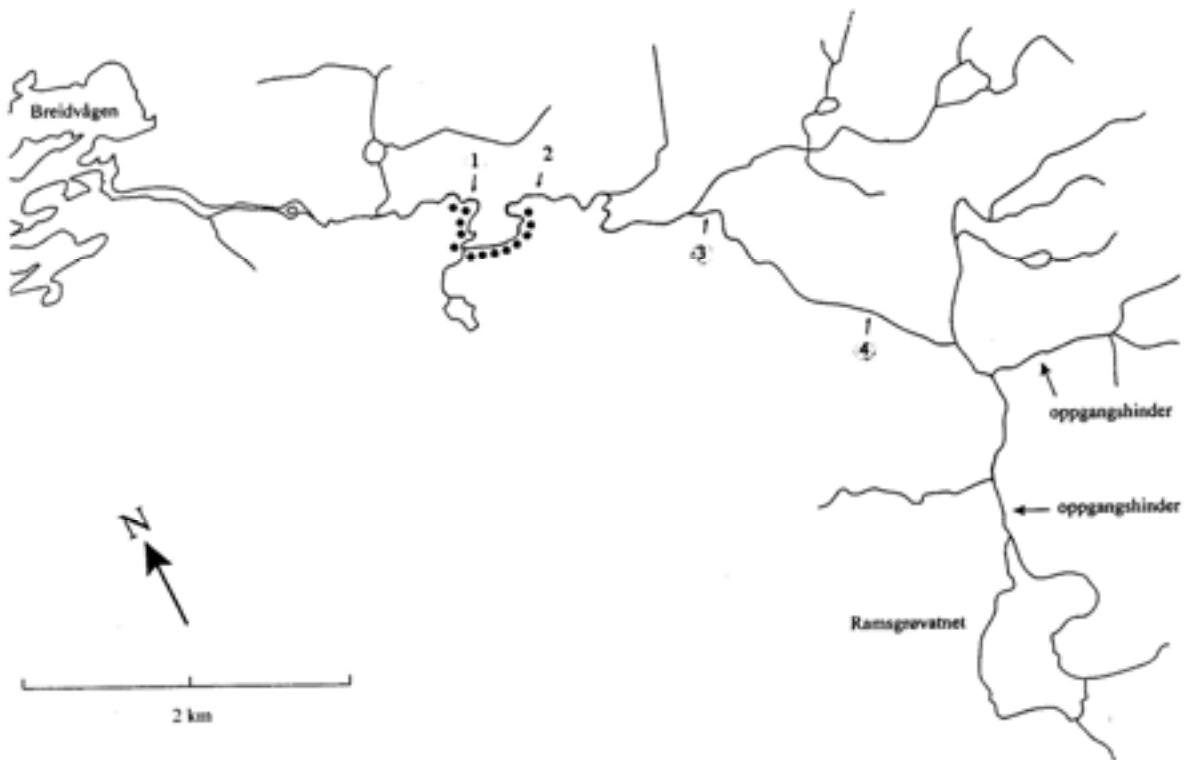 Breidvågen
1
2
3
4
oppgangshinder
oppgangshinder
N
Ramsgrøvatnet
2 km